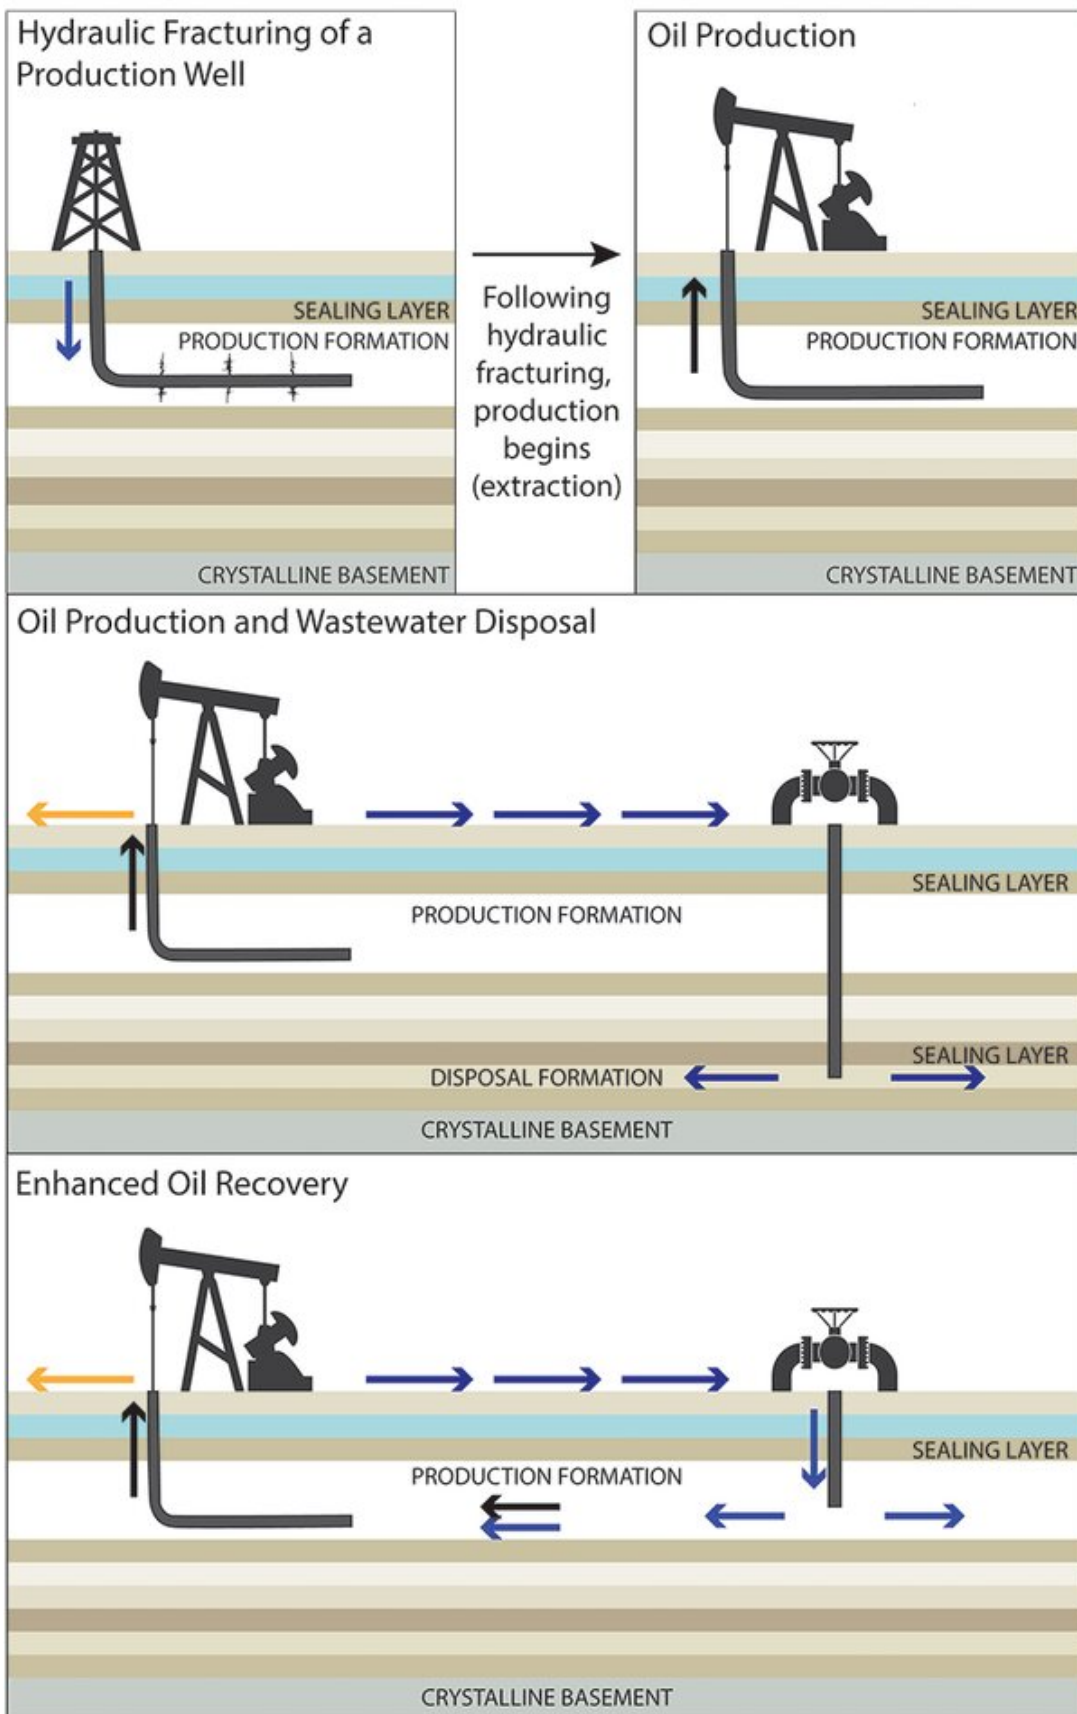 Hydraulic Fracturing of a
Production Well
SEALING LAYER
PRODUCTION FORMATION
CRYSTALLINE BASEMENT
Following
hydraulic
fracturing,
production
begins
(extraction)
Oil Production
SEALING LAYER
PRODUCTION FORMATION
CRYSTALLINE BASEMENT
Oil Production and Wastewater Disposal
SEALING LAYER
PRODUCTION FORMATION
SEALING LAYER
DISPOSAL FORMATION
CRYSTALLINE BASEMENT
Enhanced Oil Recovery
SEALING LAYER
PRODUCTION FORMATION
CRYSTALLINE BASEMENT